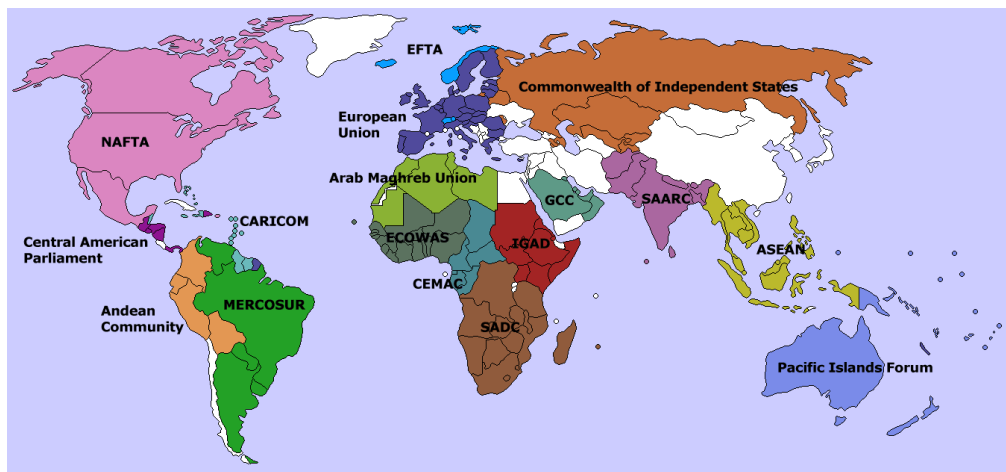 EFTA
Commonwealth of Independent States
European
Union
NAFTA
Arab Maghreb Union
SAARC
GCC
CARICOM
ECOWAS
IGAD
Central American
Parliament
ASEAN
CEMAC
MERCOSUR
Andean
Community
SADC
Pacific Islands Forum